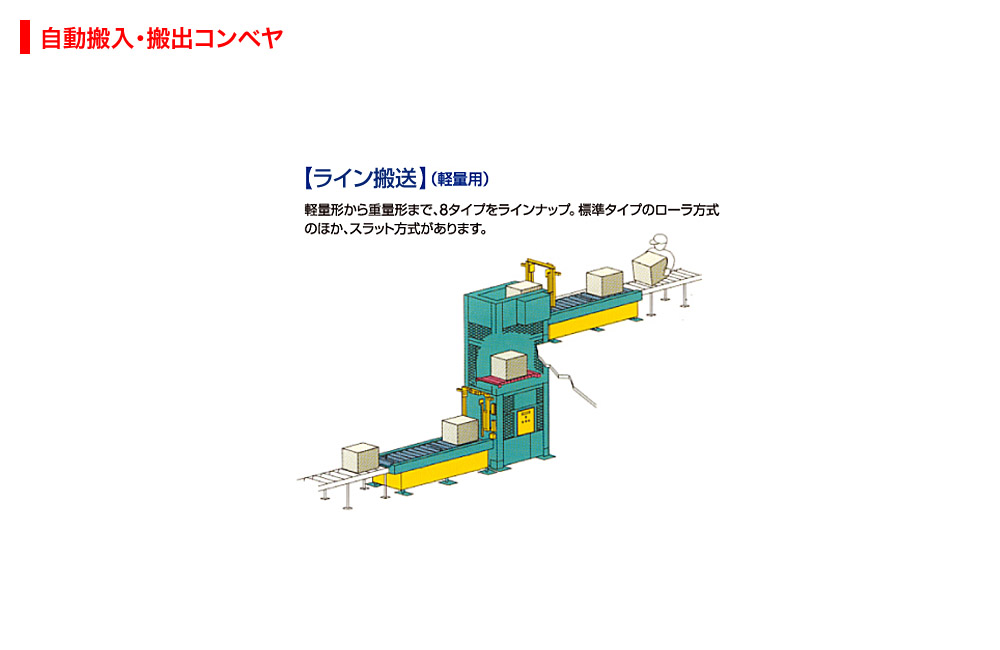 自動搬入・搬出コンベヤ
【ライン搬送】（軽量用）
軽量形から重量形まで、8タイプをラインナップ。標準タイプのローラ方式
のほか、スラット方式があります。